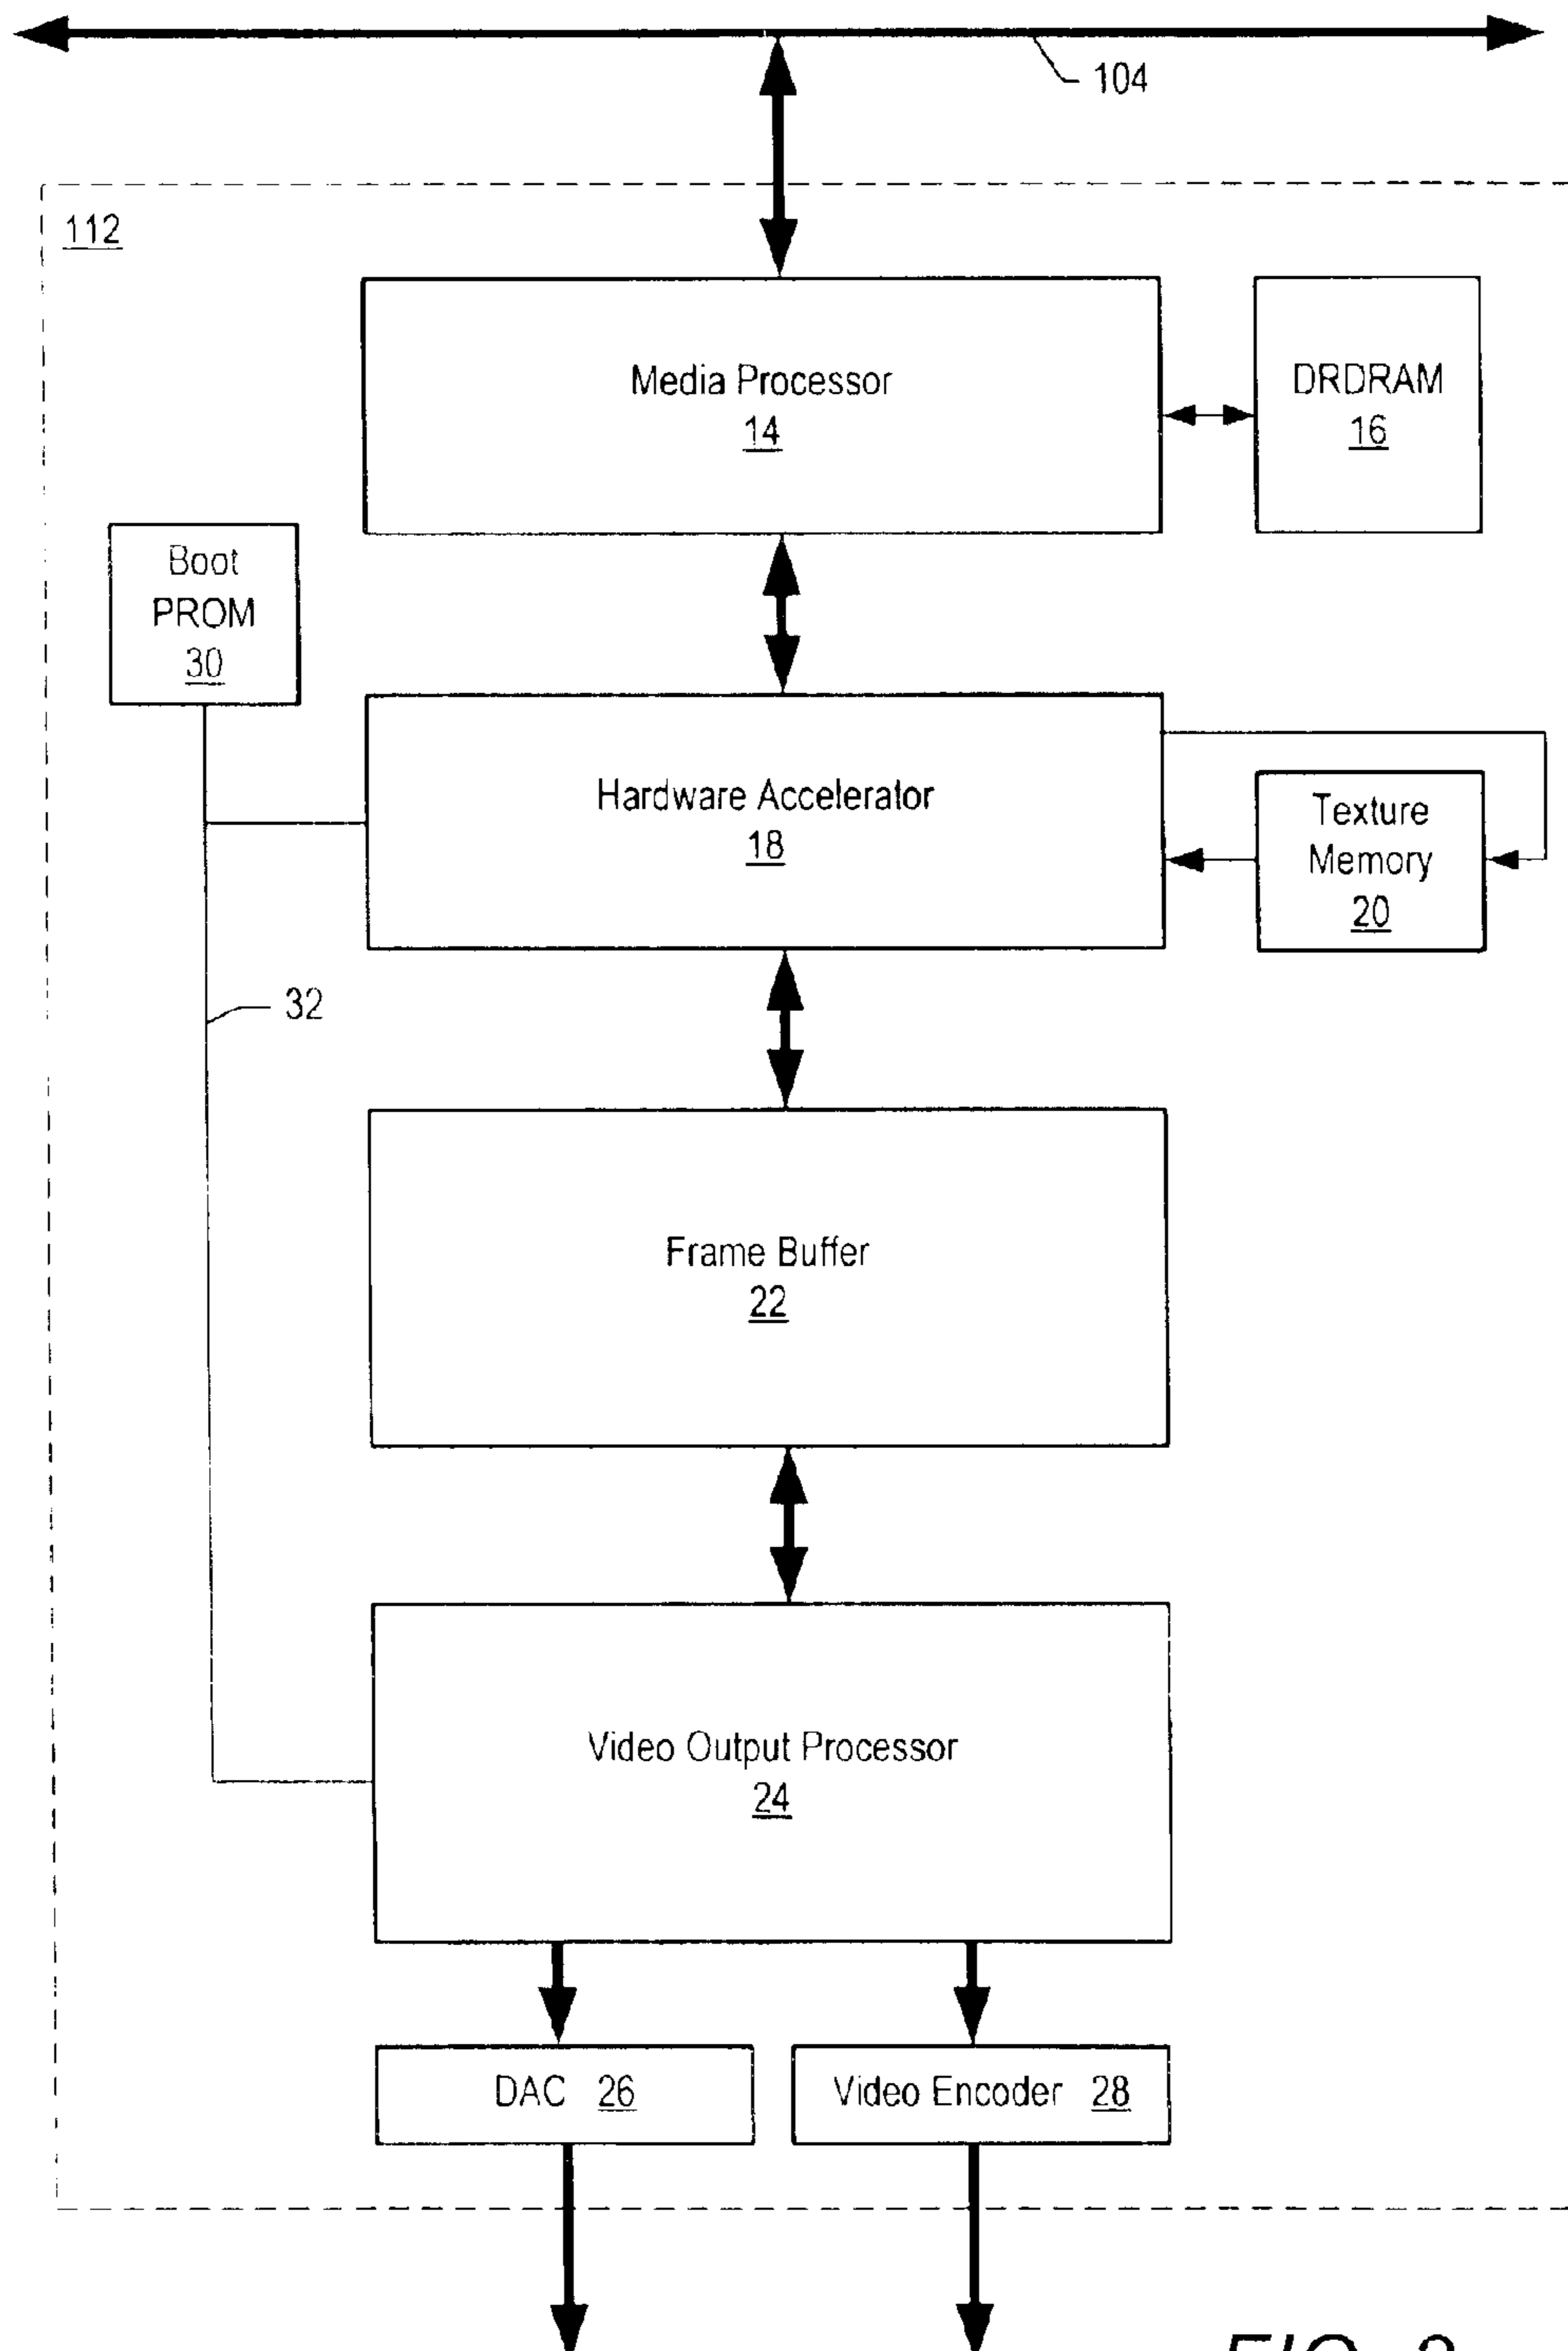 104
112
Media Processor
14
DRDRAM
16
Boot
PROM
30
Hardware Accelerator
18
Texture
Memory
20
32
Frame Buffer
22
Video Output Processor
24
DAC 26
Video Encoder 28